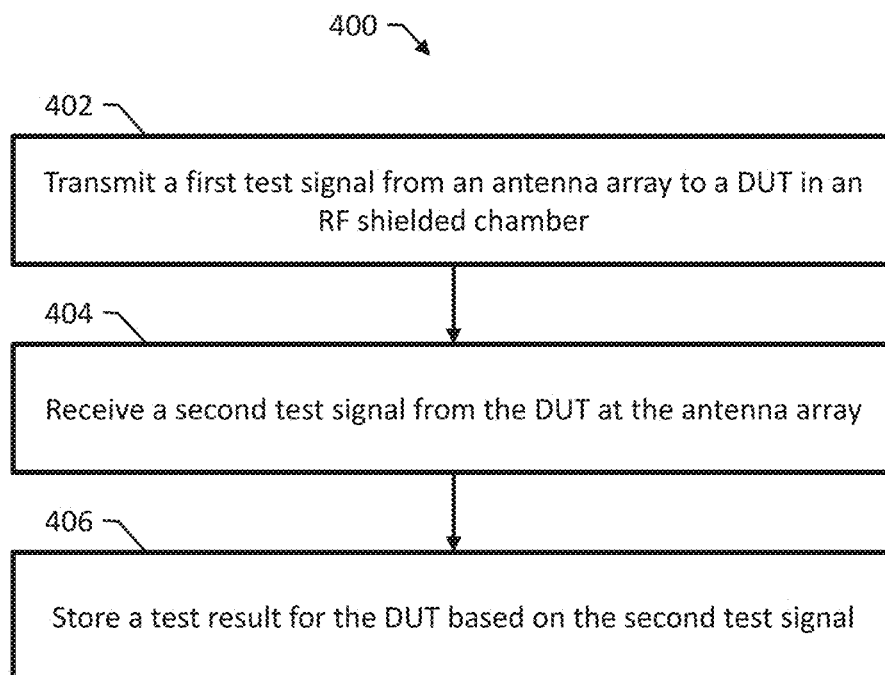 400
402
Transmit a first test signal from an antenna array to a DUT in an
RF shielded chamber
404
Receive a second test signal from the DUT at the antenna array
406
Store a test result for the DUT based on the second test signal